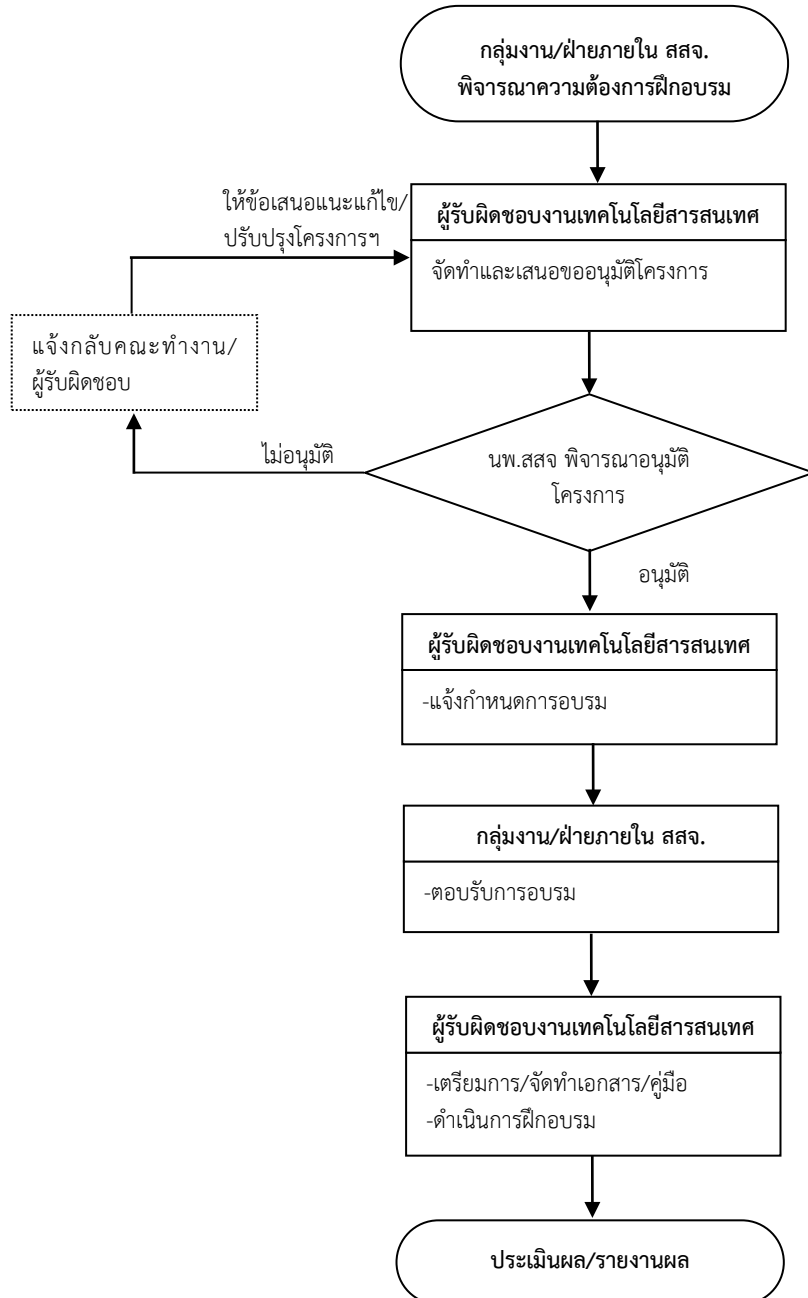 กลุ่มงาน/ฝ่ายภายใน สสจ.
พิจารณาความต้องการฝึกอบรม
ให้ข้อเสนอแนะแก้ไข/
ปรับปรุงโครงการฯ
ผู้รับผิดชอบงานเทคโนโลยีสารสนเทศ
จัดทำและเสนอขออนุมัติโครงการ
แจ้งกลับคณะทำงาน/
ผู้รับผิดชอบ
ไม่อนุมัติ
นพ.สสจ พิจารณาอนุมัติ
โครงการ
อนุมัติ
ผู้รับผิดชอบงานเทคโนโลยีสารสนเทศ
-แจ้งกำหนดการอบรม
กลุ่มงาน/ฝ่ายภายใน สสจ.
-ตอบรับการอบรม
ผู้รับผิดชอบงานเทคโนโลยีสารสนเทศ
-เตรียมการ/จัดทำเอกสาร/คู่มือ
-ดำเนินการฝึกอบรม
ประเมินผล/รายงานผล